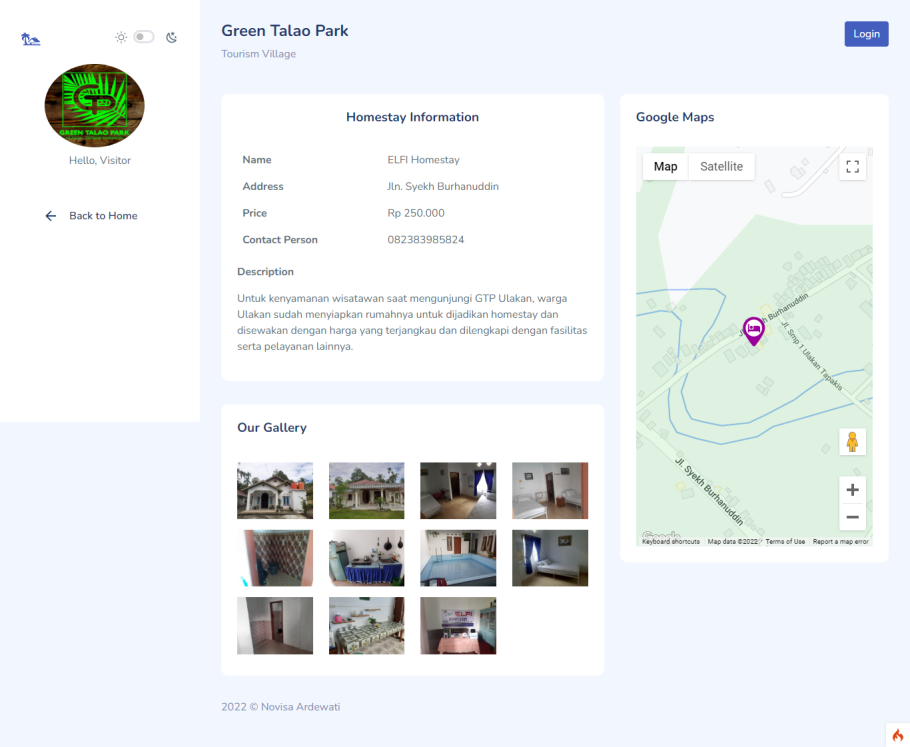 GREEN TALAO PARK
Hello, Visitor
Back to Home
Green Talao Park
Tourism Village
Login
Homestay Information
Name ELFI Homestay
Address Jln. Syekh Burhanuddin
Price Rp 250.000
Contact Person 082383985824
Description
Untuk kenyamanan wisatawan saat mengunjungi GTP Ulakan, warga
Ulakan sudah menyiapkan rumahnya untuk dijadikan homestay dan
disewakan dengan harga yang terjangkau dan dilengkapi dengan fasilitas
serta pelayanan lainnya.
Our Gallery
ELFI
Google Maps
Map Satellite
Burhanuddin
Jl. Smp 1 Ulakan Tapakis
Jl. Syekh Burhanuddin
Google
Keyboard shortcuts Map data ©2022 Terms of Use Report a map error
2022 © Novisa Ardewati